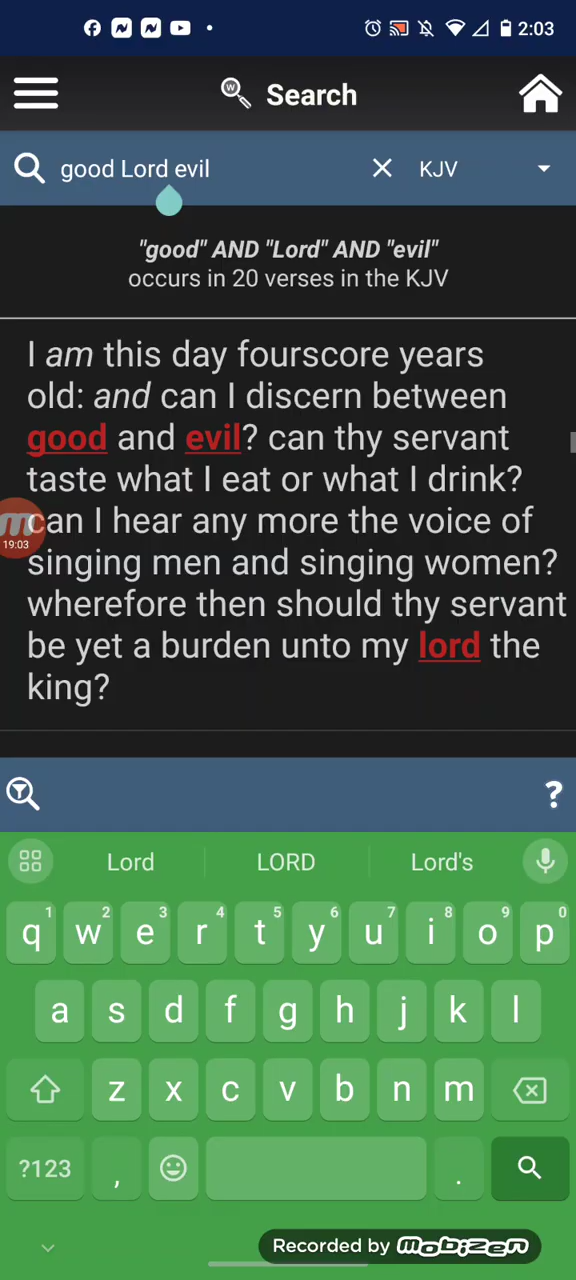 2:03
Search
good Lord evil
KJV
"good" AND "Lord" AND "evil"
occurs in 20 verses in the KJV
I am this day fourscore years
old: and can I discern between
good and evil? can thy servant
taste what I eat or what I drink?
can I hear any more the voice of
singing men and singing women?
wherefore then should thy servant
be yet a burden unto my lord the
king?
19:03
?
Lord LORD Lord's
1 2 3 4 5 6 7 8 9 0
q w e r t y u i o p
a s d f g h j k l
z x c v b n m
?123 , .
Recorded by mobizen